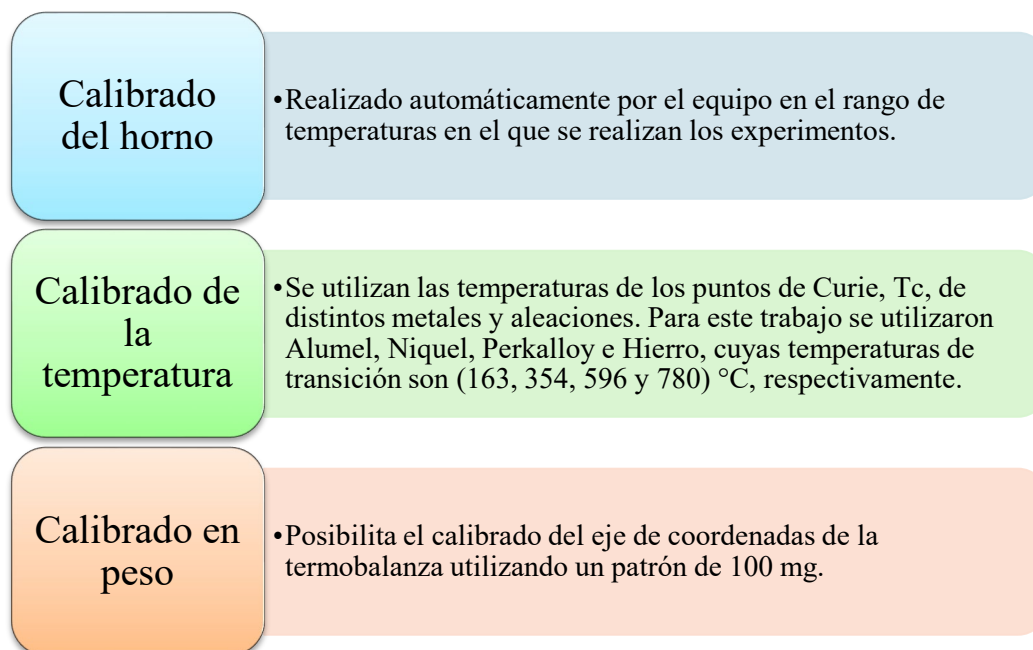 Calibrado
del horno
•Realizado automáticamente por el equipo en el rango de
temperaturas en el que se realizan los experimentos.
Calibrado de
la
temperatura
•Se utilizan las temperaturas de los puntos de Curie, Tc, de
distintos metales y aleaciones. Para este trabajo se utilizaron
Alumel, Niquel, Perkalloy e Hierro, cuyas temperaturas de
transición son (163, 354, 596 y 780) °C, respectivamente.
Calibrado en
peso
•Posibilita el calibrado del eje de coordenadas de la
termobalanza utilizando un patrón de 100 mg.